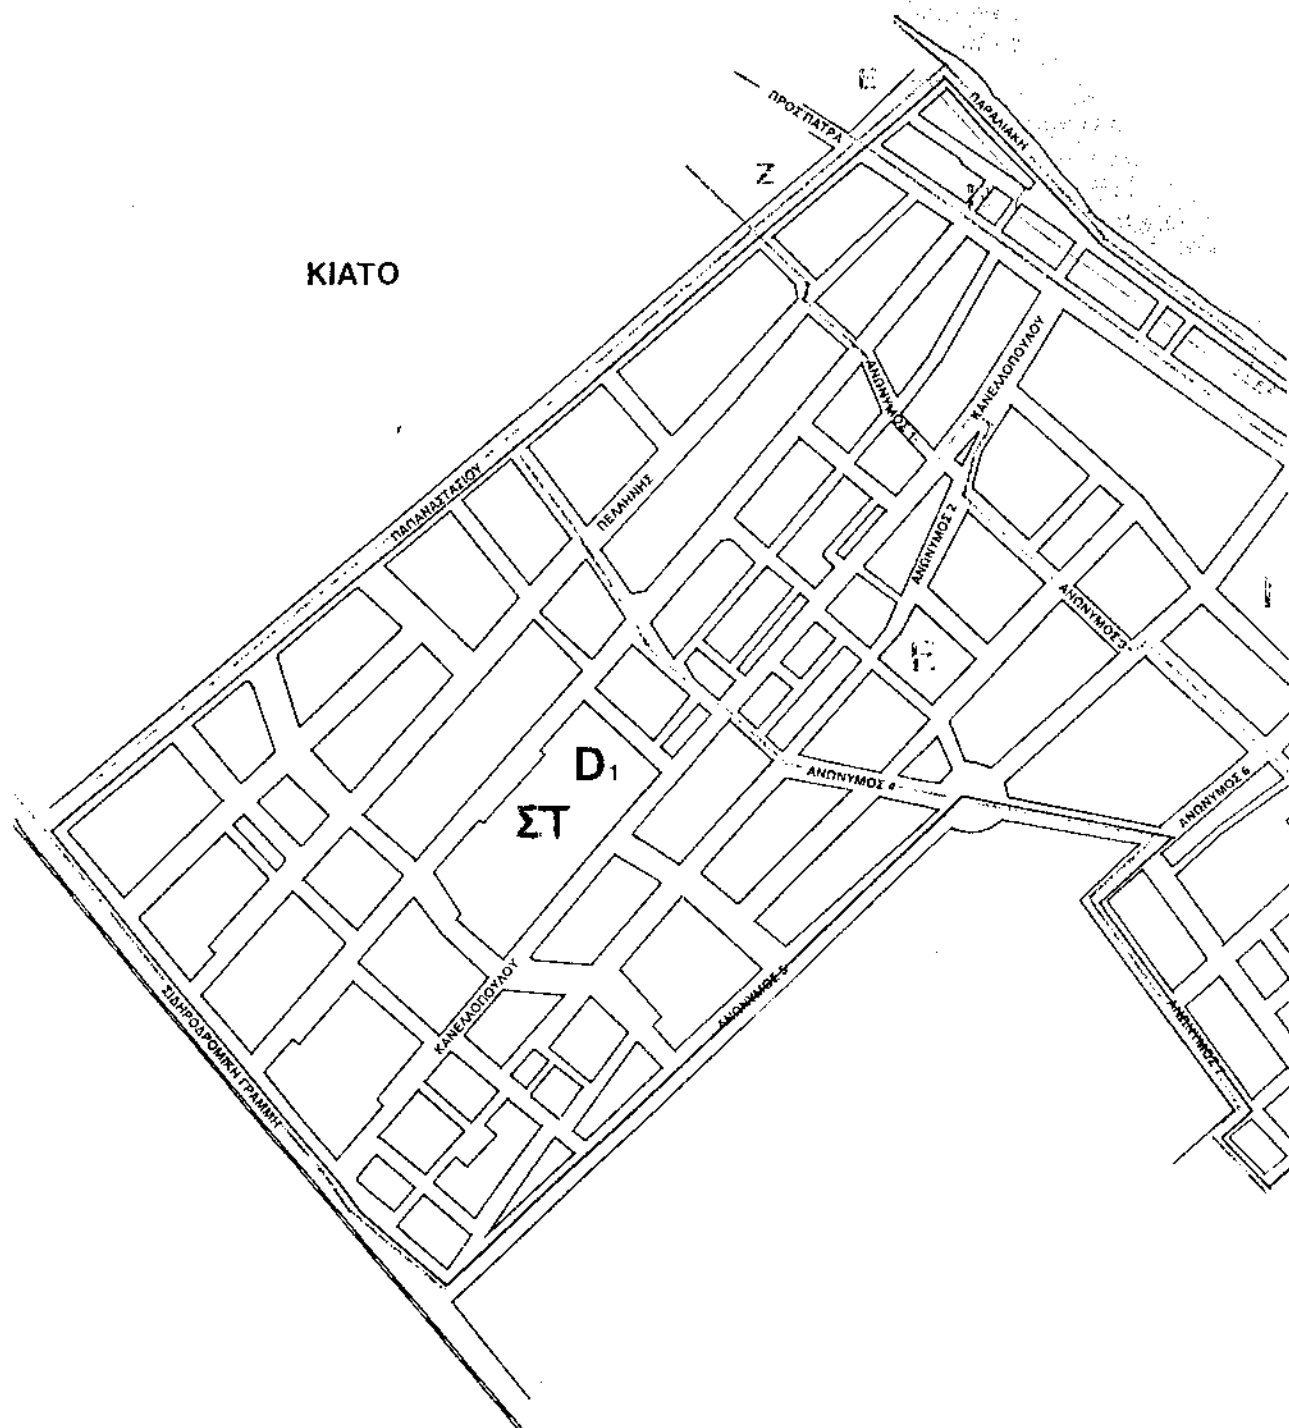 Ε
ΠΑΡΑΛΙΑΚΗ
ΠΡΟΣ ΠΑΤΡΑ
Ζ
ΚΙΑΤΟ
ΚΑΝΕΛΛΟΠΟΥΛΟΥ
ΑΝΩΝΥΜΟΣ 1
ΠΕΛΛΗΝΗΣ
ΠΑΠΑΝΑΣΤΑΣΙΟΥ
ΑΝΩΝΥΜΟΣ 2
ΑΝΩΝΥΜΟΣ 3
D1
ΣΤ
ΑΝΩΝΥΜΟΣ 4
ΑΝΩΝΥΜΟΣ 6
ΑΝΩΝΥΜΟΣ 5
ΚΑΝΕΛΛΟΠΟΥΛΟΥ
ΣΙΔΗΡΟΔΡΟΜΙΚΗ ΓΡΑΜΜΗ
ΑΝΩΝΥΜΟΣ 7